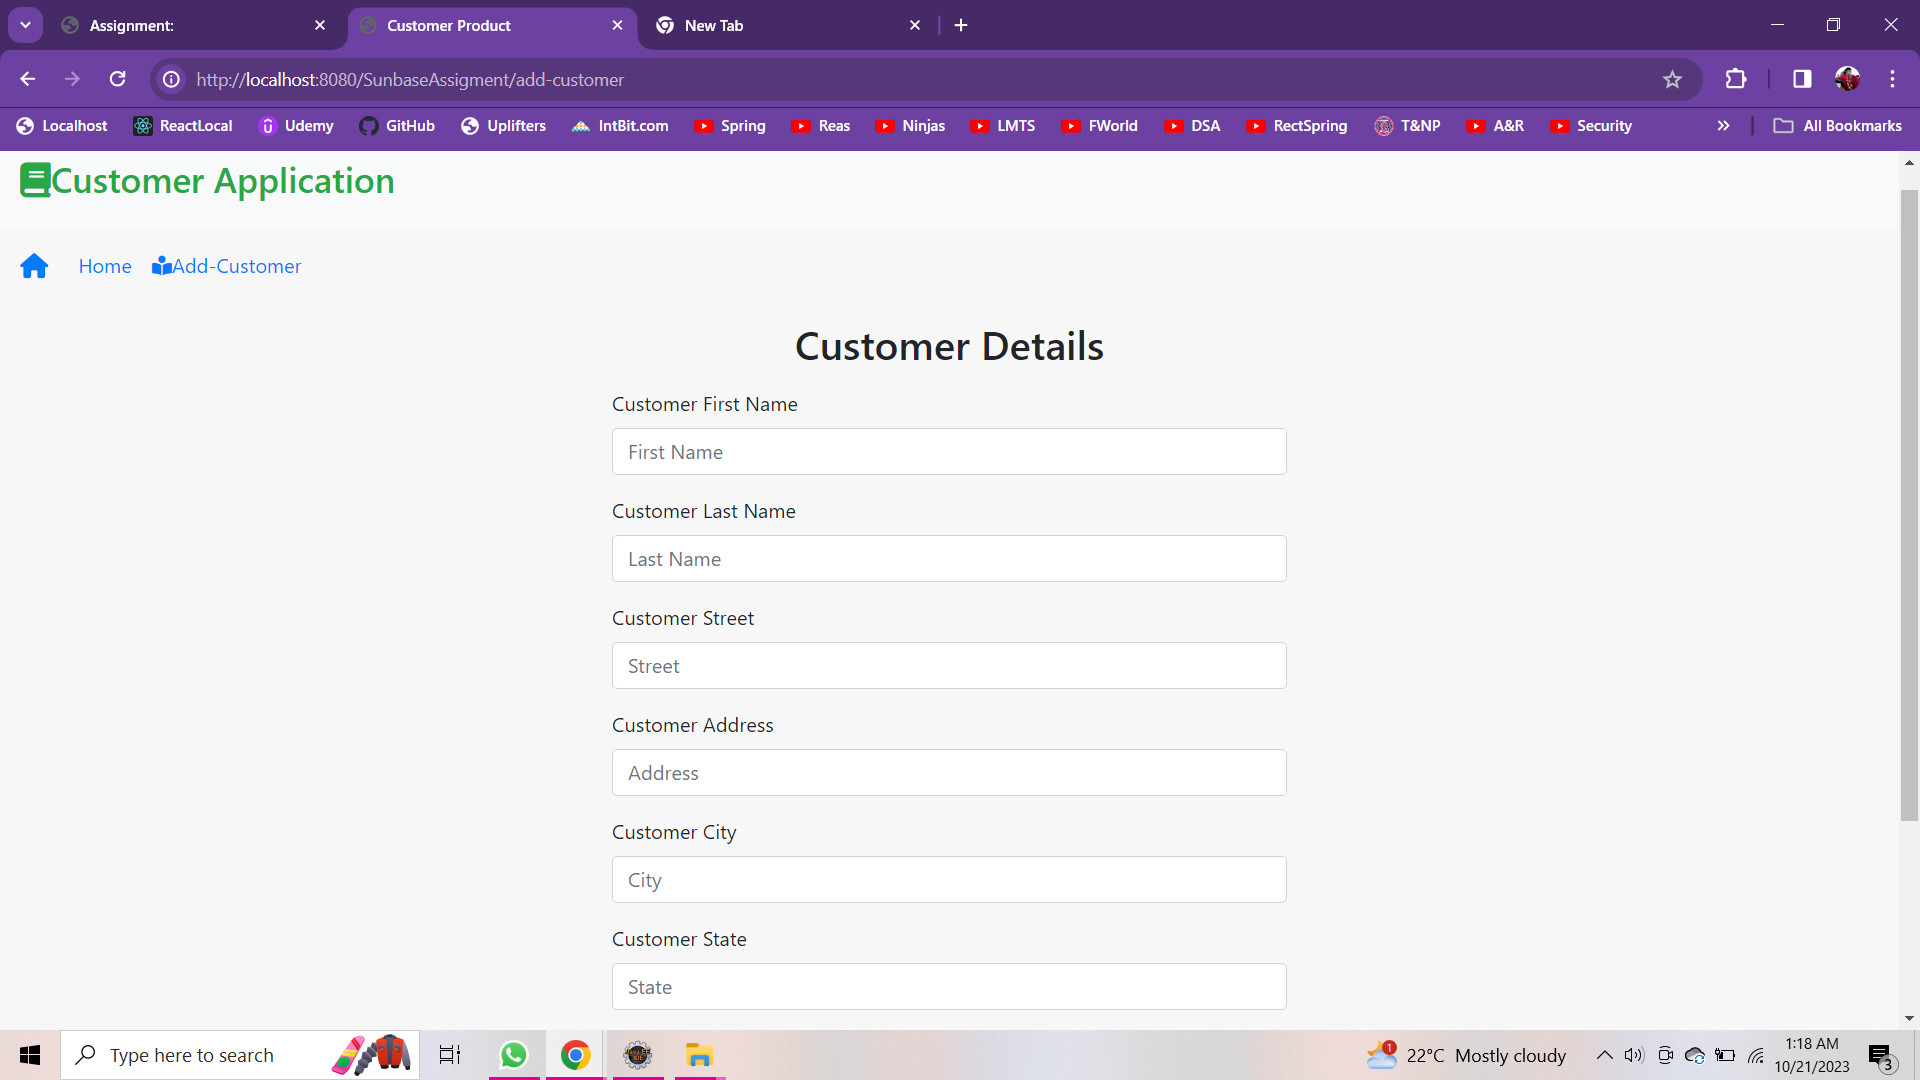 Assignment:
Customer Product
New Tab
http://localhost:8080/SunbaseAssigment/add-customer
Localhost ReactLocal Udemy GitHub Uplifters IntBit.com Spring Reas Ninjas LMTS FWorld DSA RectSpring T&NP A&R Security » All Bookmarks
Customer Application
Home Add-Customer
Customer Details
Customer First Name
First Name
Customer Last Name
Last Name
Customer Street
Street
Customer Address
Address
Customer City
City
Customer State
State
Type here to search
1
22°C Mostly cloudy
1:18 AM
10/21/2023
3